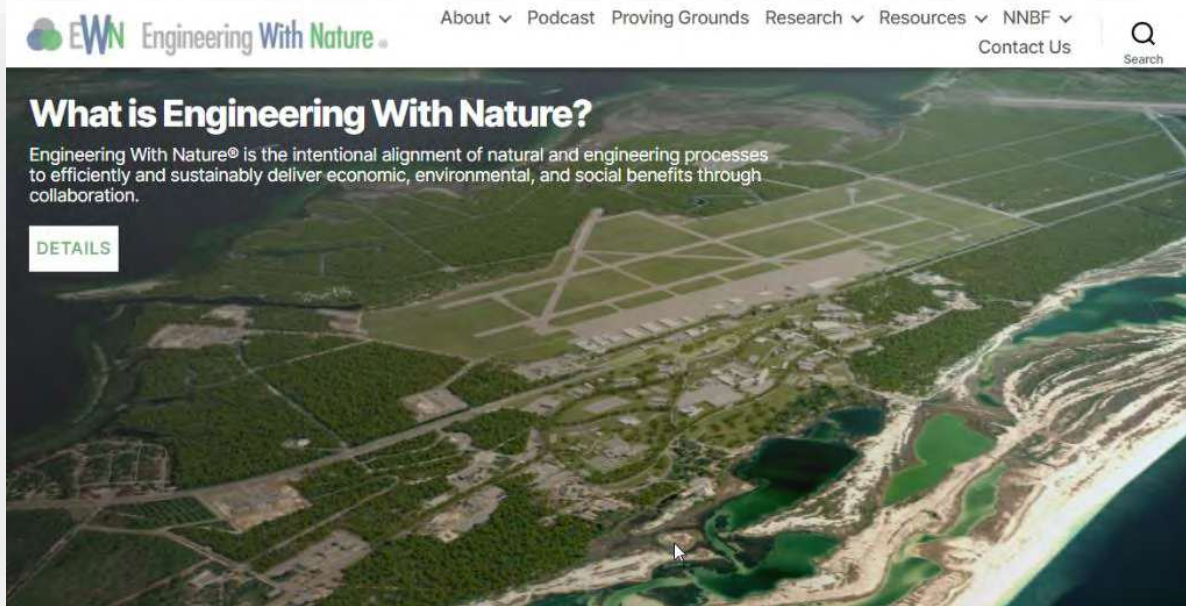 EWN Engineering With Nature ®
About Podcast Proving Grounds Research Resources NNBF
Contact Us
Search
What is Engineering With Nature?
Engineering With Nature® is the intentional alignment of natural and engineering processes
to efficiently and sustainably deliver economic, environmental, and social benefits through
collaboration.
DETAILS